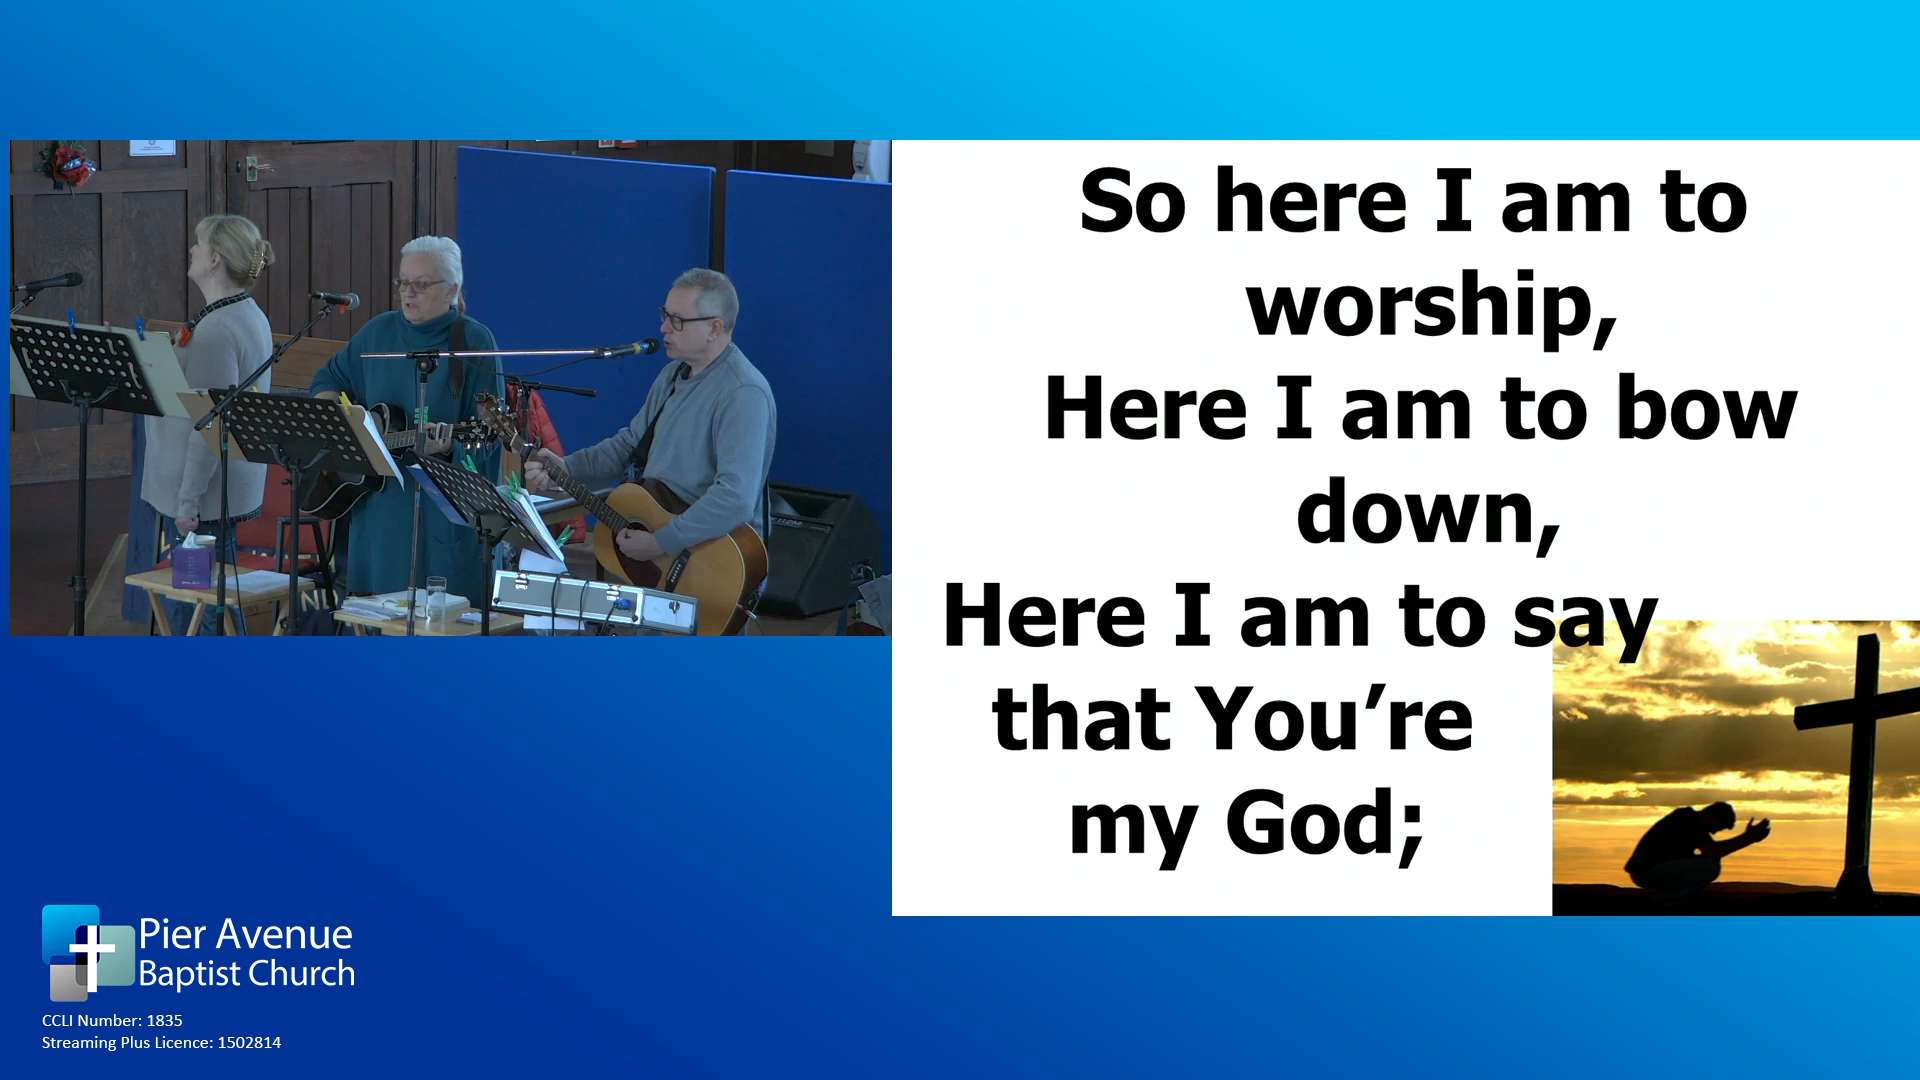 So here I am to
worship,
Here I am to bow
down,
Here I am to say
that You're
my God;
Pier Avenue
Baptist Church
CCLI Number: 1835
Streaming Plus Licence: 1502814